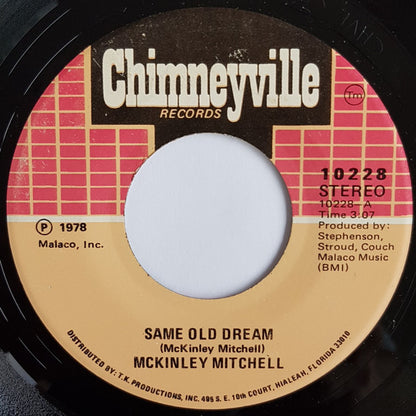 Chimneyville
RECORDS
Tm
10228
STEREO
10228-A
Time 3:07
Produced by:
Stephenson,
Stroud, Couch
Malaco Music
(BMI)
Ⓟ 1978
Malaco, Inc.
SAME OLD DREAM
(McKinley Mitchell)
MCKINLEY MITCHELL
DISTRIBUTED BY: T.K. PRODUCTIONS, INC. 495 S. E. 10th COURT, HIALEAH, FLORIDA 33010